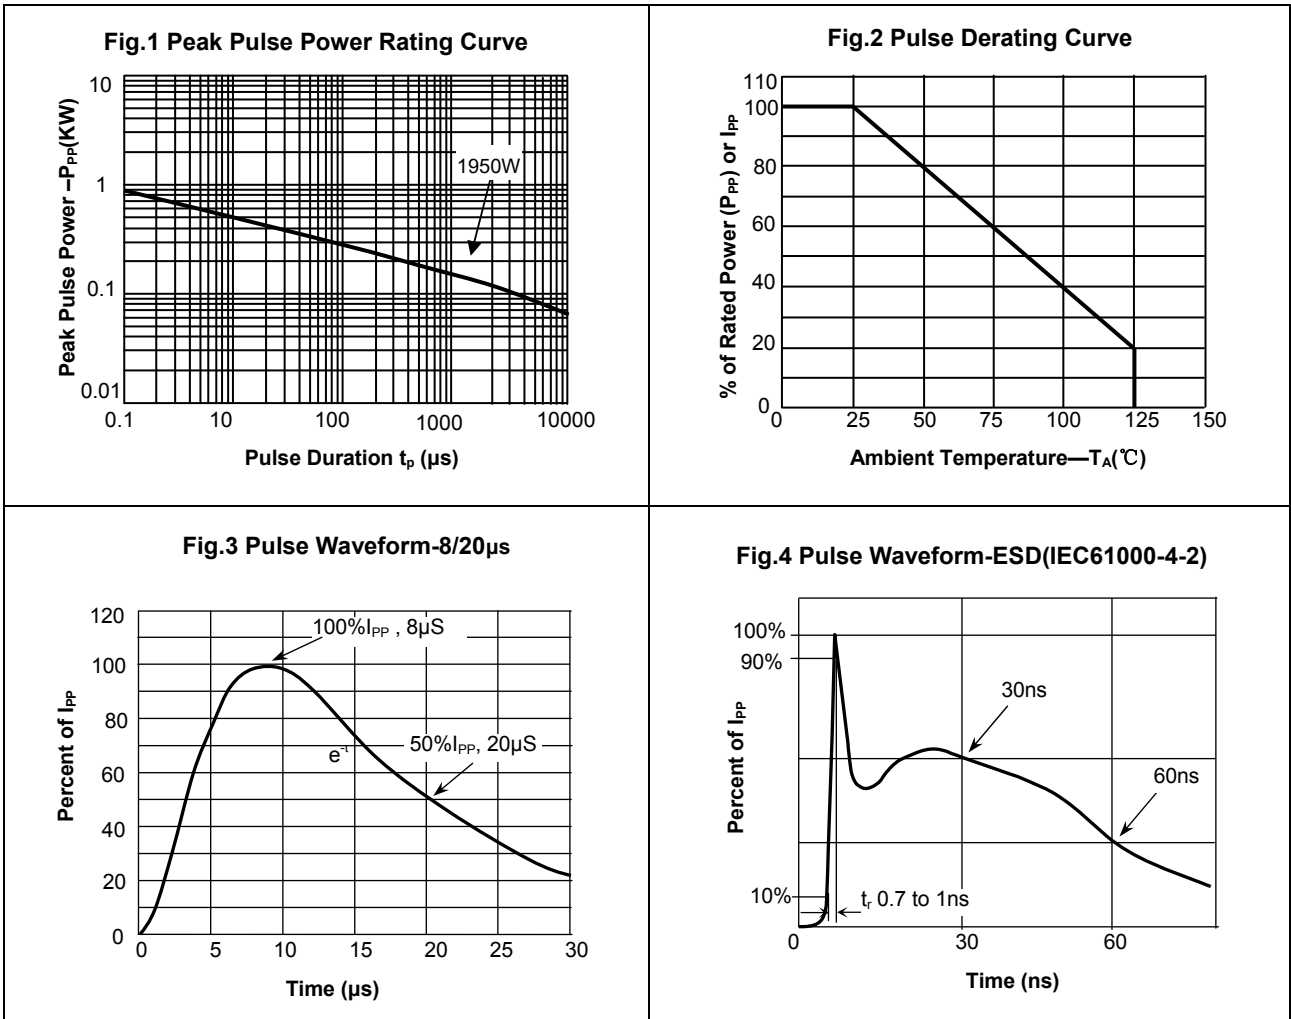 Fig.1 Peak Pulse Power Rating Curve
Peak Pulse Power –PPP(KW)
10
1
0.1
0.01
1950W
0.1
10
100
1000
10000
Pulse Duration tp (µs)
Fig.2 Pulse Derating Curve
% of Rated Power (PPP) or IPP
110
100
80
60
40
20
0
0
25
50
75
100
125
150
Ambient Temperature—TA(℃)
Fig.3 Pulse Waveform-8/20µs
Percent of IPP
120
100
80
60
40
20
0
100%IPP , 8µS
e-t
50%IPP, 20µS
0
5
10
15
20
25
30
Time (µs)
Fig.4 Pulse Waveform-ESD(IEC61000-4-2)
Percent of IPP
100%
90%
10%
30ns
60ns
tr 0.7 to 1ns
0
30
60
Time (ns)